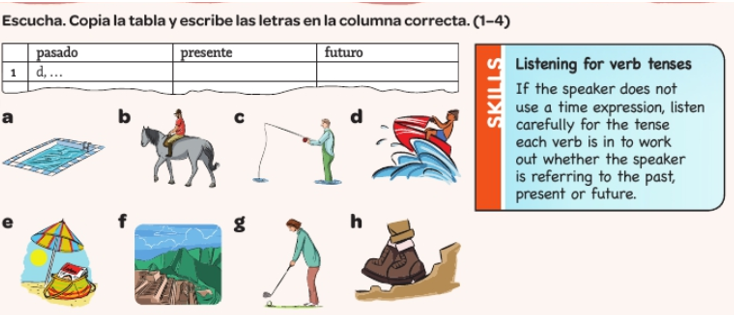 Escucha. Copia la tabla y escribe las letras en la columna correcta. (1–4)
pasado presente futuro
1 d, …
a b c d
e f g h
SKILLS
Listening for verb tenses
If the speaker does not
use a time expression, listen
carefully for the tense
each verb is in to work
out whether the speaker
is referring to the past,
present or future.